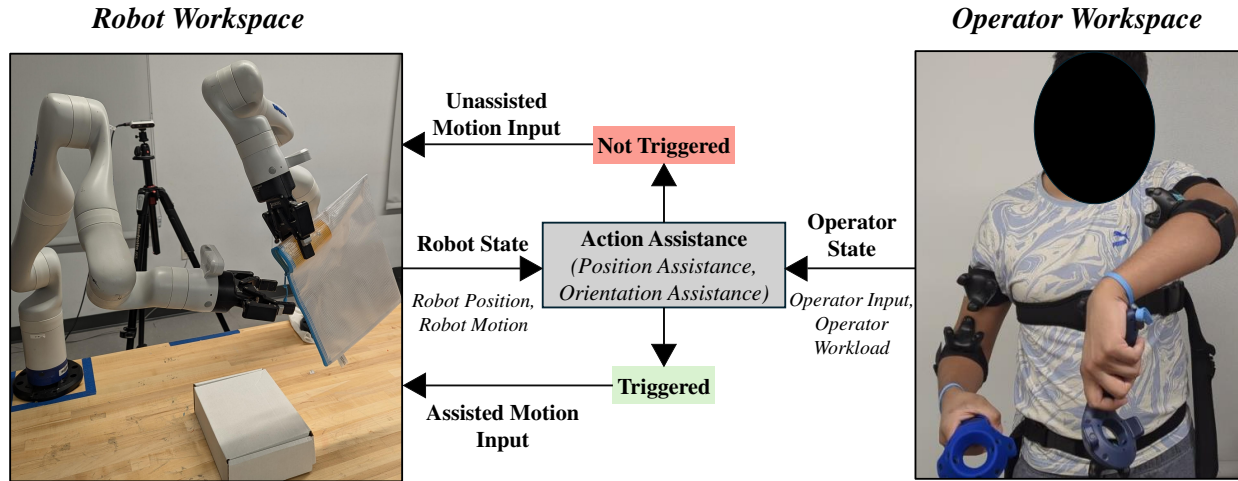 Robot Workspace
Operator Workspace
Unassisted
Motion Input
Not Triggered
Robot State
Robot Position,
Robot Motion
Action Assistance
(Position Assistance,
Orientation Assistance)
Operator
State
Operator Input,
Operator
Workload
Triggered
Assisted Motion
Input